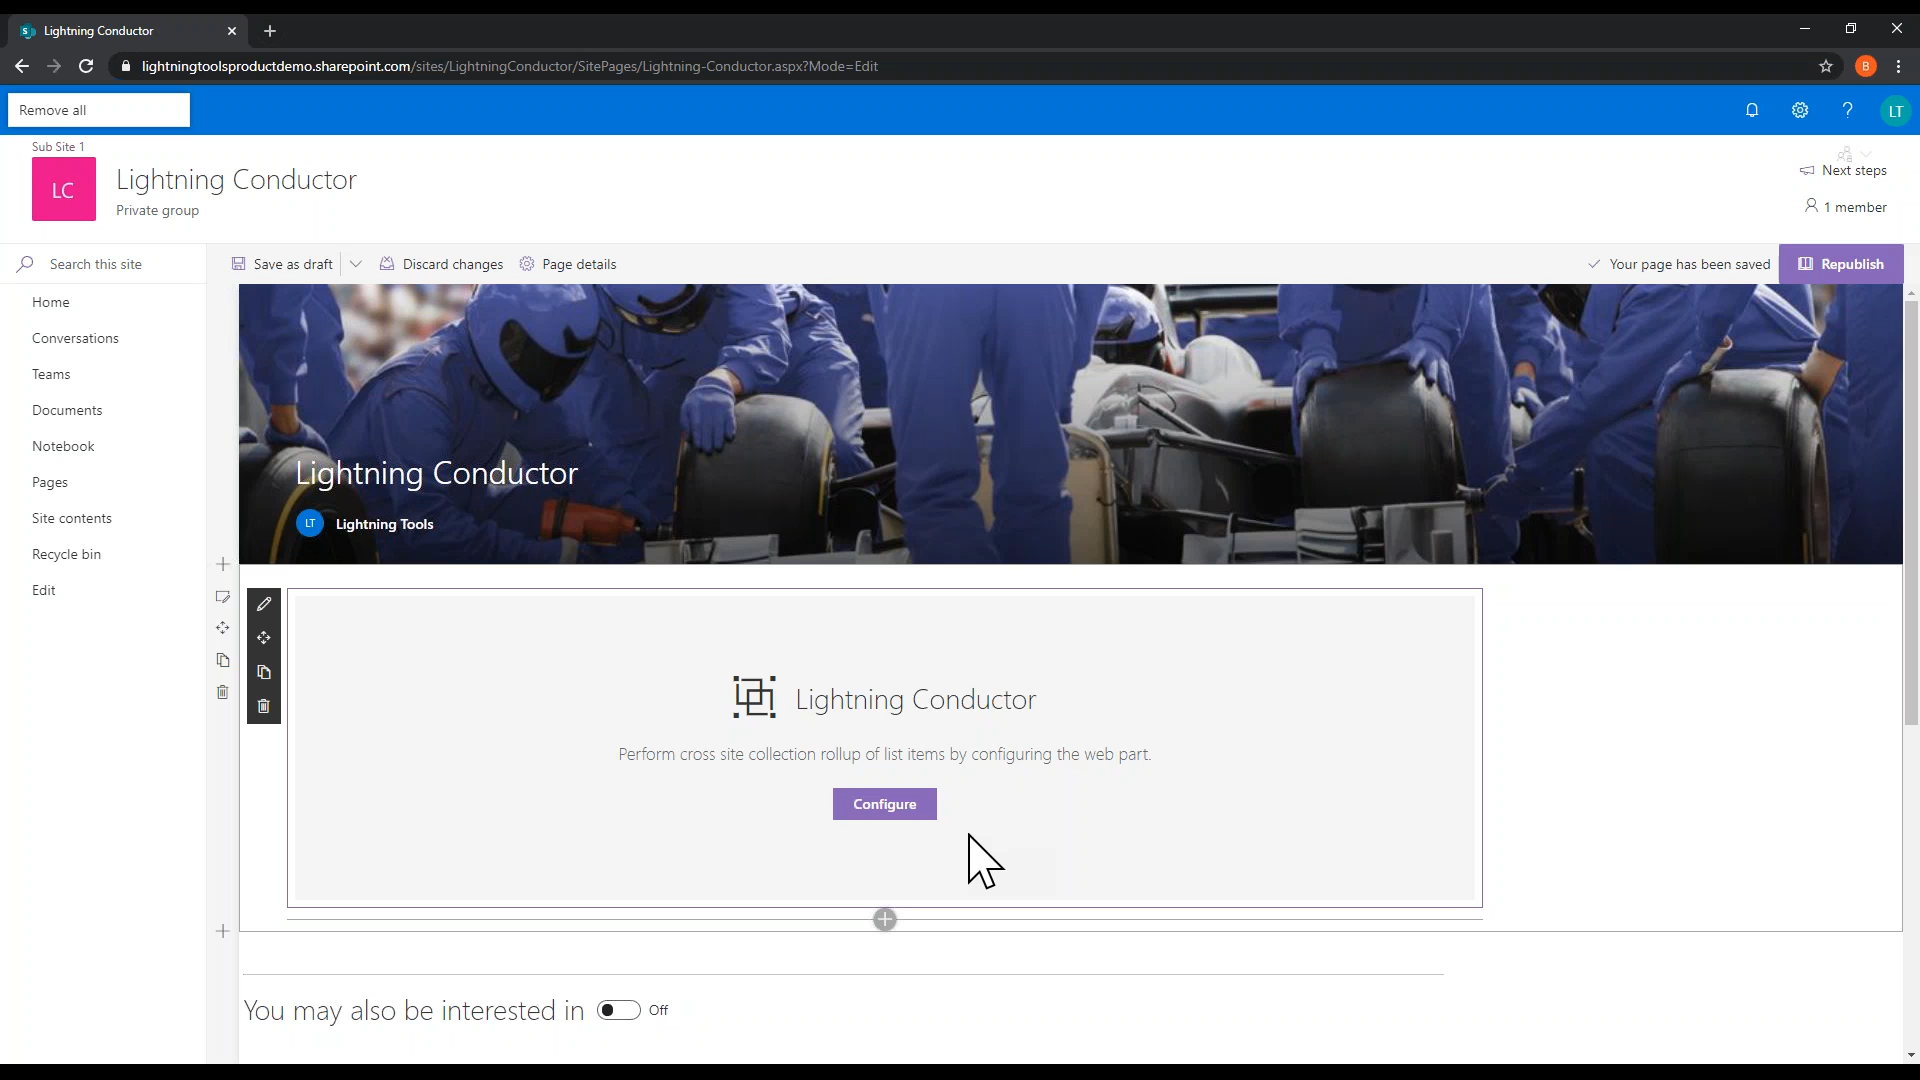 Lightning Conductor
lightningtoolsproductdemo.sharepoint.com/sites/LightningConductor/SitePages/Lightning-Conductor.aspx?Mode=Edit
B
Remove all
?
LT
Sub Site 1
LC
Lightning Conductor
Private group
Next steps
1 member
Search this site
Save as draft
Discard changes
Page details
Your page has been saved
Republish
Home
Conversations
Teams
Documents
Notebook
Pages
Site contents
Recycle bin
Edit
Lightning Conductor
LT
Lightning Tools
Lightning Conductor
Perform cross site collection rollup of list items by configuring the web part.
Configure
You may also be interested in
Off